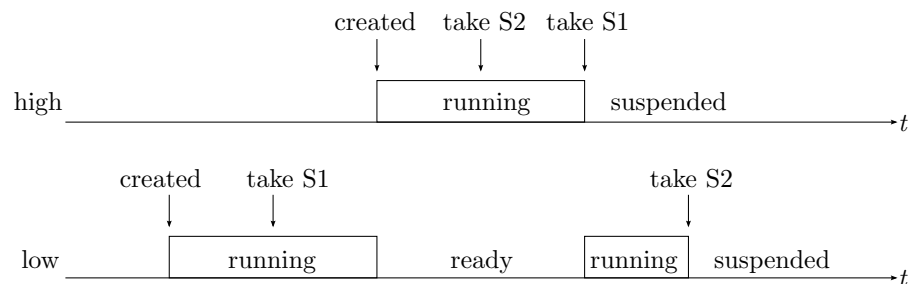 created take S2 take S1
high running suspended
t
created take S1 take S2
low running ready running suspended
t